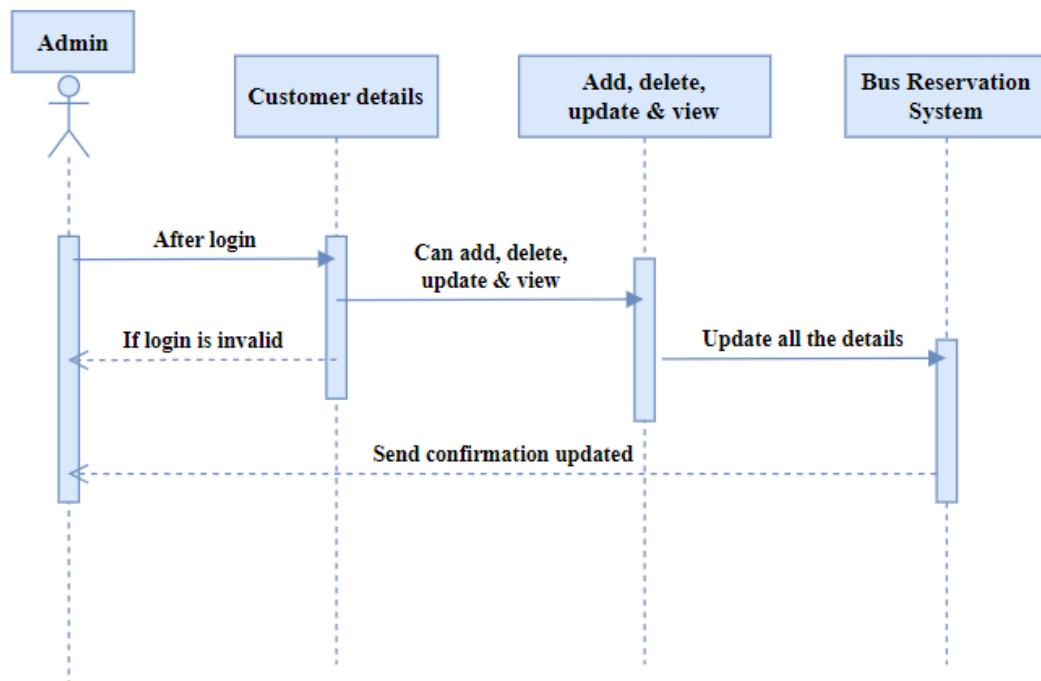 Admin
Customer details
Add, delete,
update & view
Bus Reservation
System
After login
Can add, delete,
update & view
If login is invalid
Update all the details
Send confirmation updated